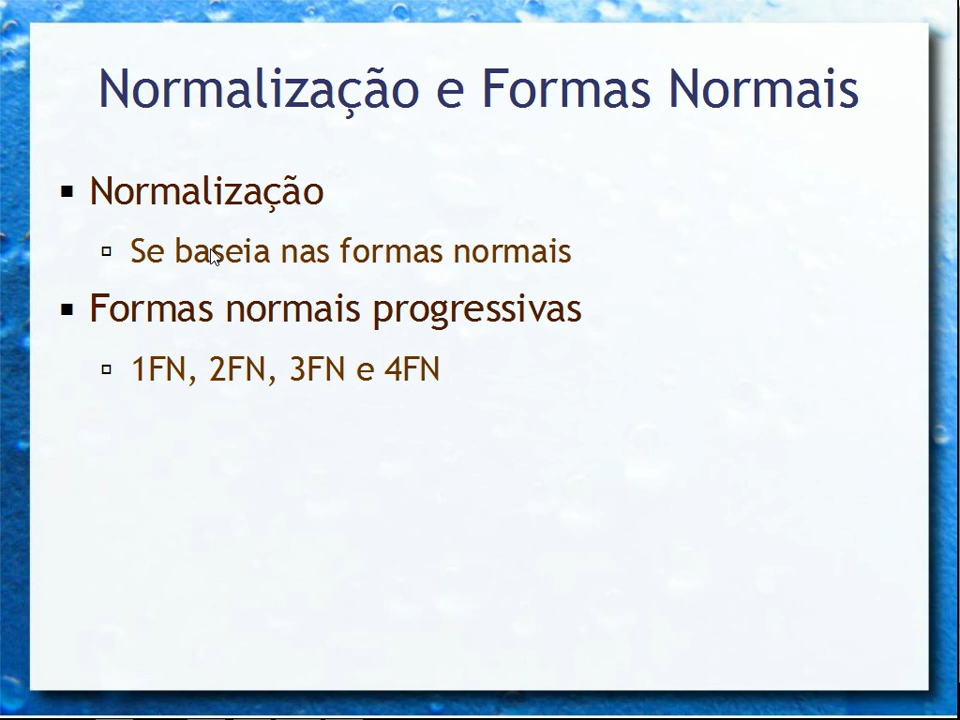 Normalização e Formas Normais
Normalização
Se baseia nas formas normais
Formas normais progressivas
1FN, 2FN, 3FN e 4FN